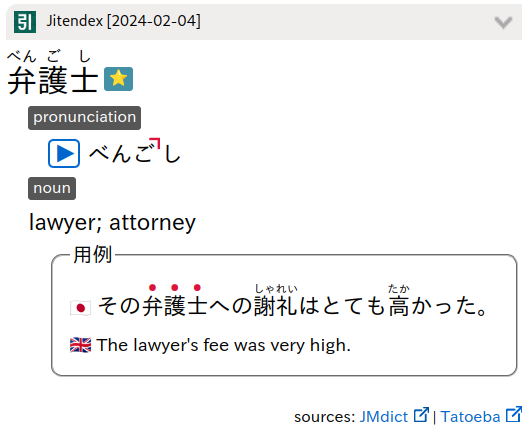 Jitendex [2024-02-04]
べんごし
弁護士
pronunciation
べんごし
noun
lawyer; attorney
用例
しゃれい たか
その弁護士への謝礼はとても高かった。
The lawyer's fee was very high.
sources: JMdict | Tatoeba